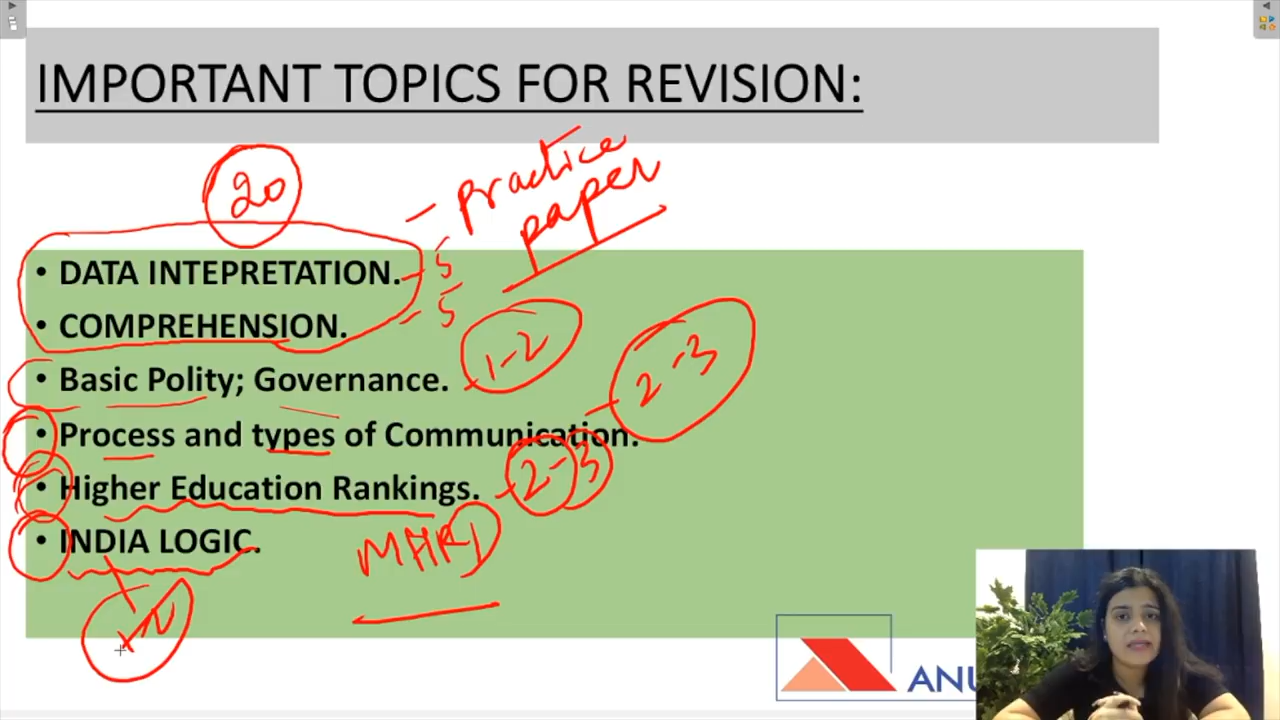 IMPORTANT TOPICS FOR REVISION:
20
Practice
paper
• DATA INTEPRETATION. - 5
• COMPREHENSION. - 5
• Basic Polity; Governance. - 1-2
• Process and types of Communication. - 2-3
• Higher Education Rankings. - 2-3
• INDIA LOGIC.
MHRD
ANU